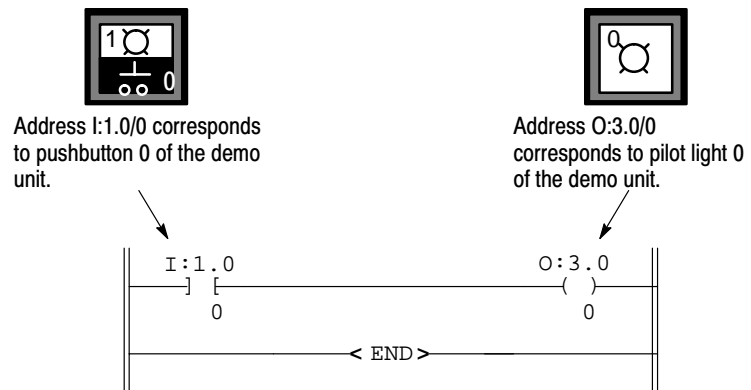 1
0
0
Address I:1.0/0 corresponds
to pushbutton 0 of the demo
unit.
Address O:3.0/0
corresponds to pilot light 0
of the demo unit.
I:1.0
] [
0
O:3.0
( )
0
< END >